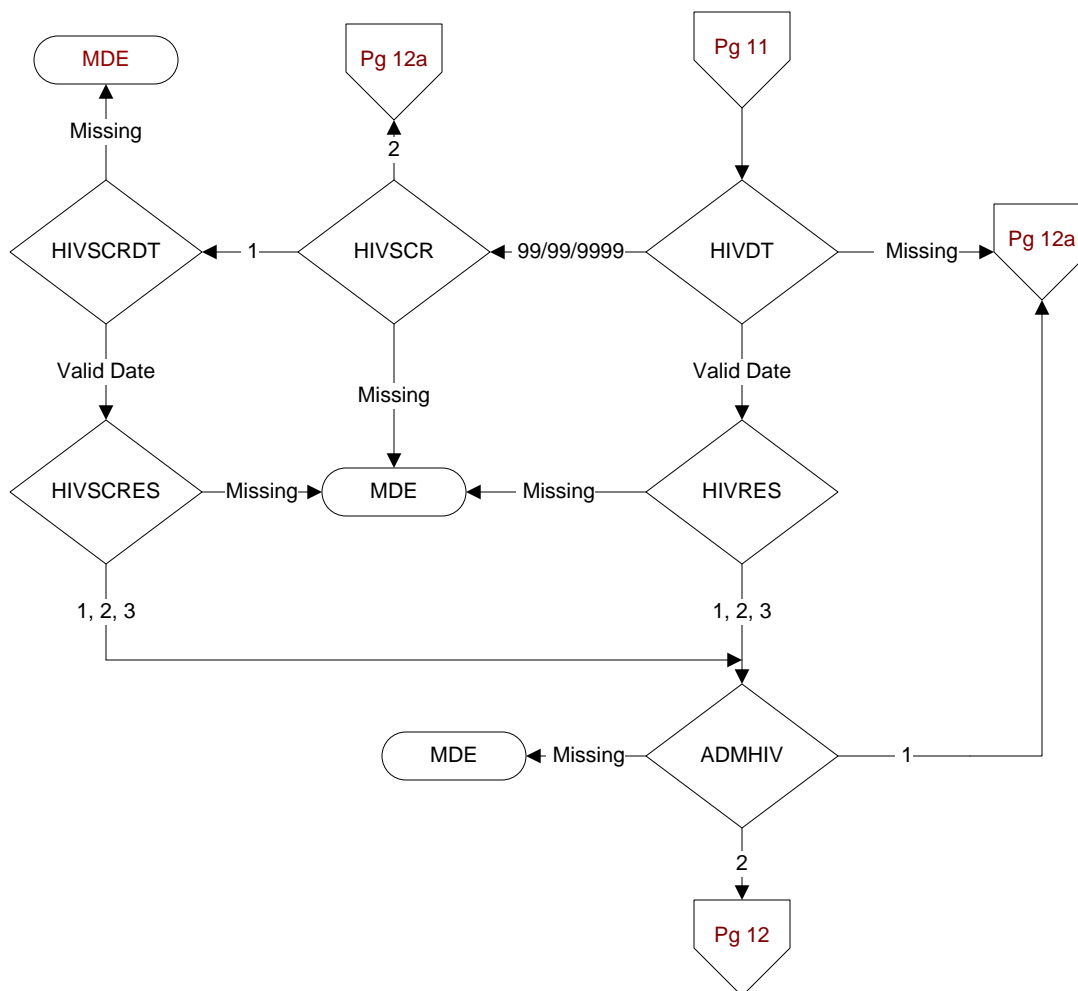 MDE
Pg 12a
Pg 11
Missing
2
HIVSCRDT
1
HIVSCR
99/99/9999
HIVDT
Missing
Pg 12a
Valid Date
Missing
Valid Date
HIVSCRES
Missing
MDE
Missing
HIVRES
1, 2, 3
1, 2, 3
MDE
Missing
ADMHIV
1
2
Pg 12